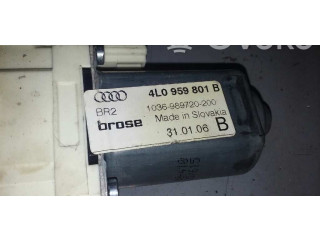 4L0 959 801 B
BR2
1036-989720-200
brose
Made in Slovakia
31.01.06
B